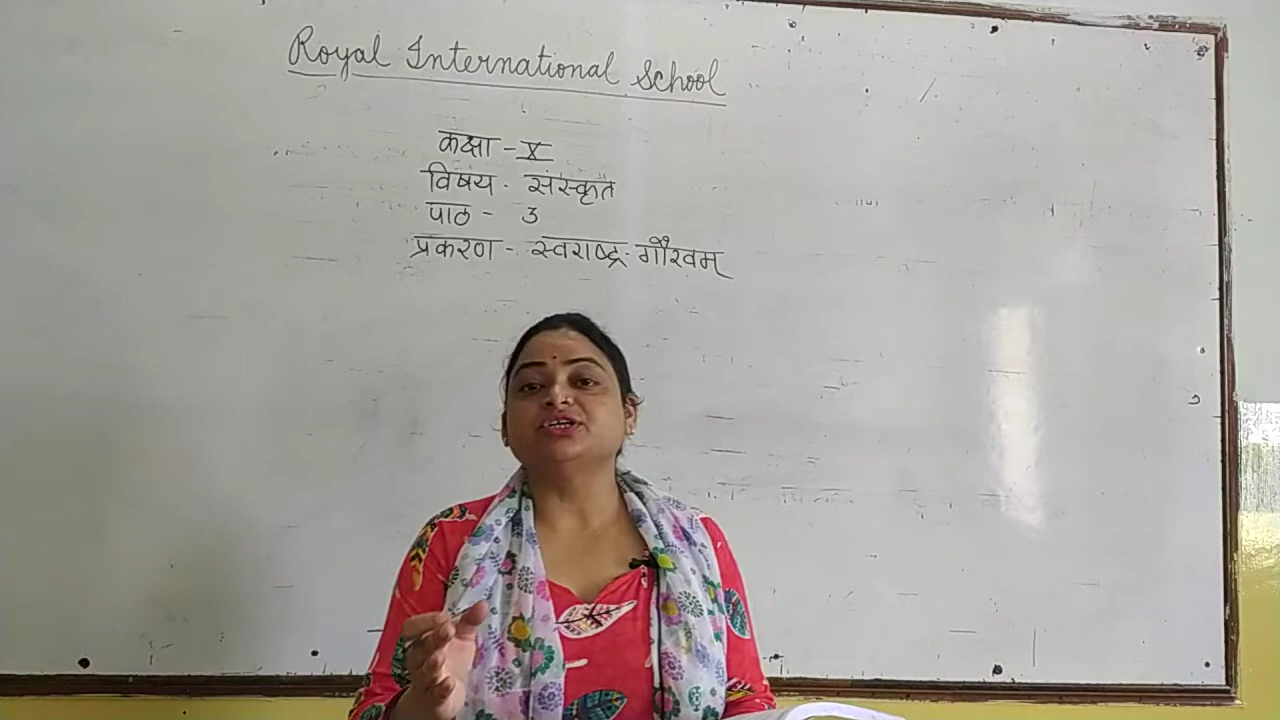 Royal International School
कक्षा - X
विषय - संस्कृत
पाठ - 3
प्रकरण - स्वराष्ट्र-गौरवम्